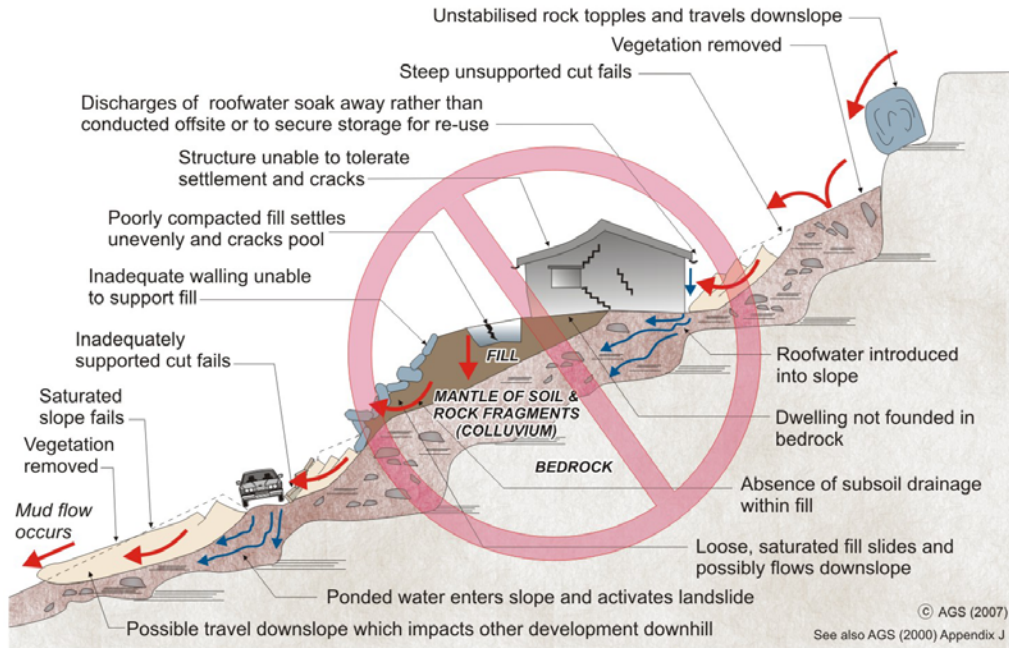 Unstabilised rock topples and travels downslope
Vegetation removed
Steep unsupported cut fails
Discharges of roofwater soak away rather than
conducted offsite or to secure storage for re-use
Structure unable to tolerate
settlement and cracks
Poorly compacted fill settles
unevenly and cracks pool
Inadequate walling unable
to support fill
Inadequately
supported cut fails
Saturated
slope fails
Vegetation
removed
Mud flow
occurs
FILL
MANTLE OF SOIL &
ROCK FRAGMENTS
(COLLUVIUM)
BEDROCK
Roofwater introduced
into slope
Dwelling not founded in
bedrock
Absence of subsoil drainage
within fill
Loose, saturated fill slides and
possibly flows downslope
Ponded water enters slope and activates landslide
Possible travel downslope which impacts other development downhill
© AGS (2007)
See also AGS (2000) Appendix J